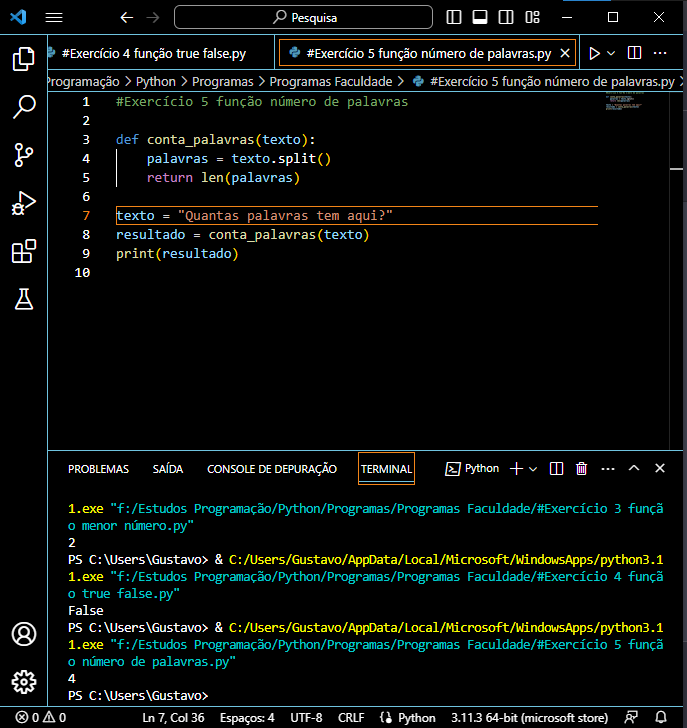 Pesquisa
#Exercício 4 função true false.py
#Exercício 5 função número de palavras.py
Programação > Python > Programas > Programas Faculdade > #Exercício 5 função número de palavras.py >
1 #Exercício 5 função número de palavras
2
3 def conta_palavras(texto):
4 palavras = texto.split()
5 return len(palavras)
6
7 texto = "Quantas palavras tem aqui?"
8 resultado = conta_palavras(texto)
9 print(resultado)
10
PROBLEMAS SAÍDA CONSOLE DE DEPURAÇÃO TERMINAL Python
1.exe "f:/Estudos Programação/Python/Programas/Programas Faculdade/#Exercício 3 funçã
o menor número.py"
2
PS C:\Users\Gustavo> & C:/Users/Gustavo/AppData/Local/Microsoft/WindowsApps/python3.1
1.exe "f:/Estudos Programação/Python/Programas/Programas Faculdade/#Exercício 4 funçã
o true false.py"
False
PS C:\Users\Gustavo> & C:/Users/Gustavo/AppData/Local/Microsoft/WindowsApps/python3.1
1.exe "f:/Estudos Programação/Python/Programas/Programas Faculdade/#Exercício 5 funçã
o número de palavras.py"
4
PS C:\Users\Gustavo>
0 0 Ln 7, Col 36 Espaços: 4 UTF-8 CRLF Python 3.11.3 64-bit (microsoft store)